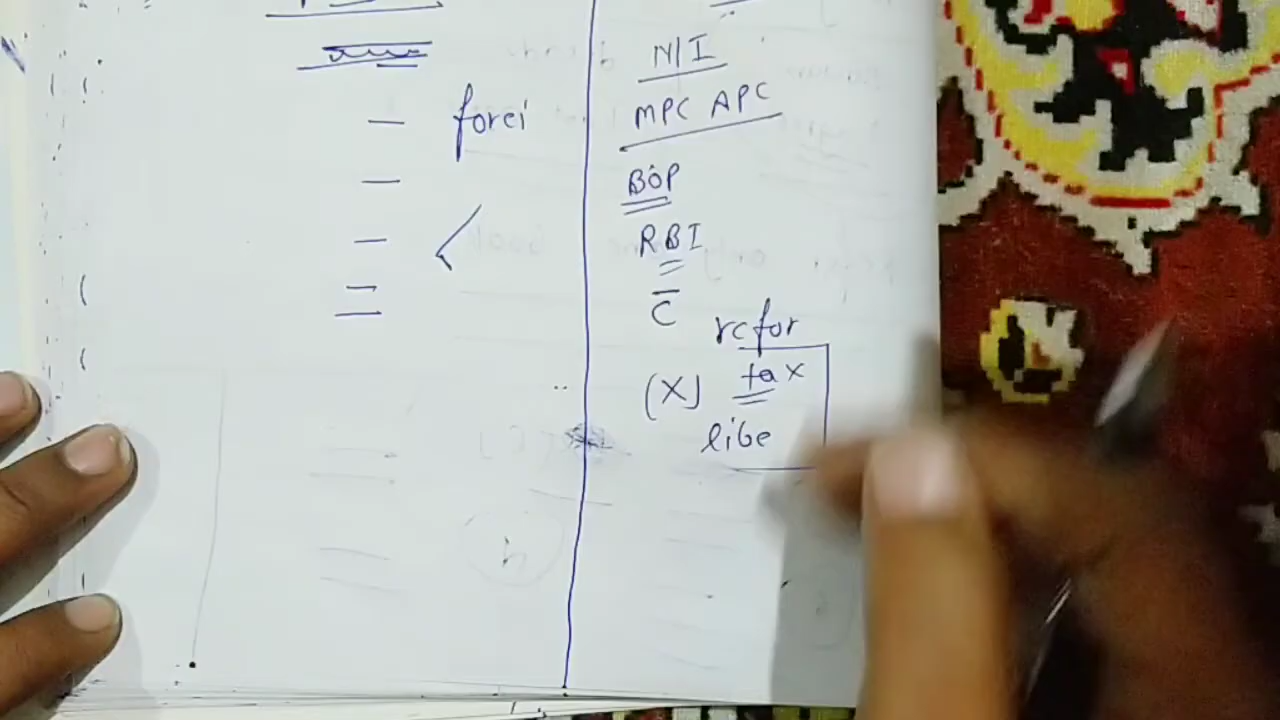 forei
N/I
MPC APC
BOP
RBI
C
refor
(X) tax
libe